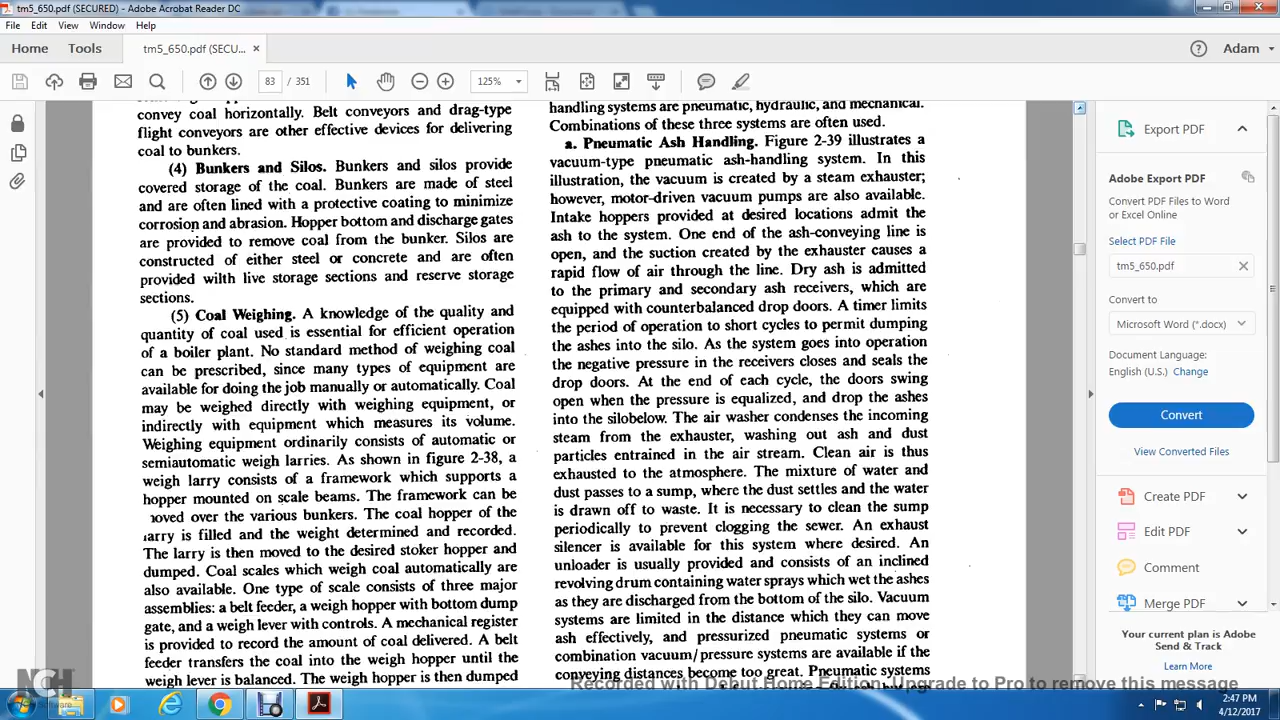 tm5_650.pdf (SECURED) - Adobe Acrobat Reader DC
File Edit View Window Help
Home Tools tm5_650.pdf (SECU... × Adam
83 / 351 125%
convey coal horizontally. Belt conveyors and drag-type
flight conveyors are other effective devices for delivering
coal to bunkers.
(4) Bunkers and Silos. Bunkers and silos provide
covered storage of the coal. Bunkers are made of steel
and are often lined with a protective coating to minimize
corrosion and abrasion. Hopper bottom and discharge gates
are provided to remove coal from the bunker. Silos are
constructed of either steel or concrete and are often
provided wilth live storage sections and reserve storage
sections.
(5) Coal Weighing. A knowledge of the quality and
quantity of coal used is essential for efficient operation
of a boiler plant. No standard method of weighing coal
can be prescribed, since many types of equipment are
available for doing the job manually or automatically. Coal
may be weighed directly with weighing equipment, or
indirectly with equipment which measures its volume.
Weighing equipment ordinarily consists of automatic or
semiautomatic weigh larries. As shown in figure 2-38, a
weigh larry consists of a framework which supports a
hopper mounted on scale beams. The framework can be
oved over the various bunkers. The coal hopper of the
arry is filled and the weight determined and recorded.
The larry is then moved to the desired stoker hopper and
dumped. Coal scales which weigh coal automatically are
also available. One type of scale consists of three major
assemblies: a belt feeder, a weigh hopper with bottom dump
gate, and a weigh lever with controls. A mechanical register
is provided to record the amount of coal delivered. A belt
feeder transfers the coal into the weigh hopper until the
weigh lever is balanced. The weigh hopper is then dumped
handling systems are pneumatic, hydraulic, and mechanical.
Combinations of these three systems are often used.
a. Pneumatic Ash Handling. Figure 2-39 illustrates a
vacuum-type pneumatic ash-handling system. In this
illustration, the vacuum is created by a steam exhauster;
however, motor-driven vacuum pumps are also available.
Intake hoppers provided at desired locations admit the
ash to the system. One end of the ash-conveying line is
open, and the suction created by the exhauster causes a
rapid flow of air through the line. Dry ash is admitted
to the primary and secondary ash receivers, which are
equipped with counterbalanced drop doors. A timer limits
the period of operation to short cycles to permit dumping
the ashes into the silo. As the system goes into operation
the negative pressure in the receivers closes and seals the
drop doors. At the end of each cycle, the doors swing
open when the pressure is equalized, and drop the ashes
into the silobelow. The air washer condenses the incoming
steam from the exhauster, washing out ash and dust
particles entrained in the air stream. Clean air is thus
exhausted to the atmosphere. The mixture of water and
dust passes to a sump, where the dust settles and the water
is drawn off to waste. It is necessary to clean the sump
periodically to prevent clogging the sewer. An exhaust
silencer is available for this system where desired. An
unloader is usually provided and consists of an inclined
revolving drum containing water sprays which wet the ashes
as they are discharged from the bottom of the silo. Vacuum
systems are limited in the distance which they can move
ash effectively, and pressurized pneumatic systems or
combination vacuum/pressure systems are available if the
conveying distances become too great. Pneumatic systems
Export PDF
Adobe Export PDF
Convert PDF Files to Word
or Excel Online
Select PDF File
tm5_650.pdf ×
Convert to
Microsoft Word (*.docx)
Document Language:
English (U.S.) Change
Convert
View Converted Files
Create PDF
Edit PDF
Comment
Merge PDF
Your current plan is Adobe
Send & Track
Learn More
Recorded with Debut Home Edition. Upgrade to Pro to remove this message
NCH
Software
2:47 PM
4/12/2017